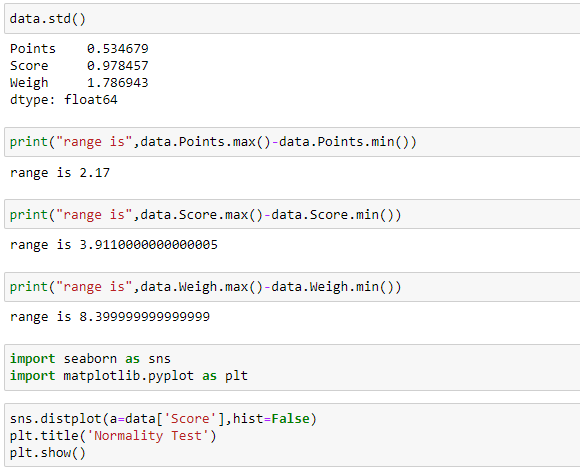 data.std()
Points    0.534679
Score     0.978457
Weigh     1.786943
dtype: float64
print("range is",data.Points.max()-data.Points.min())
range is 2.17
print("range is",data.Score.max()-data.Score.min())
range is 3.9110000000000005
print("range is",data.Weigh.max()-data.Weigh.min())
range is 8.399999999999999
import seaborn as sns
import matplotlib.pyplot as plt
sns.distplot(a=data['Score'],hist=False)
plt.title('Normality Test')
plt.show()